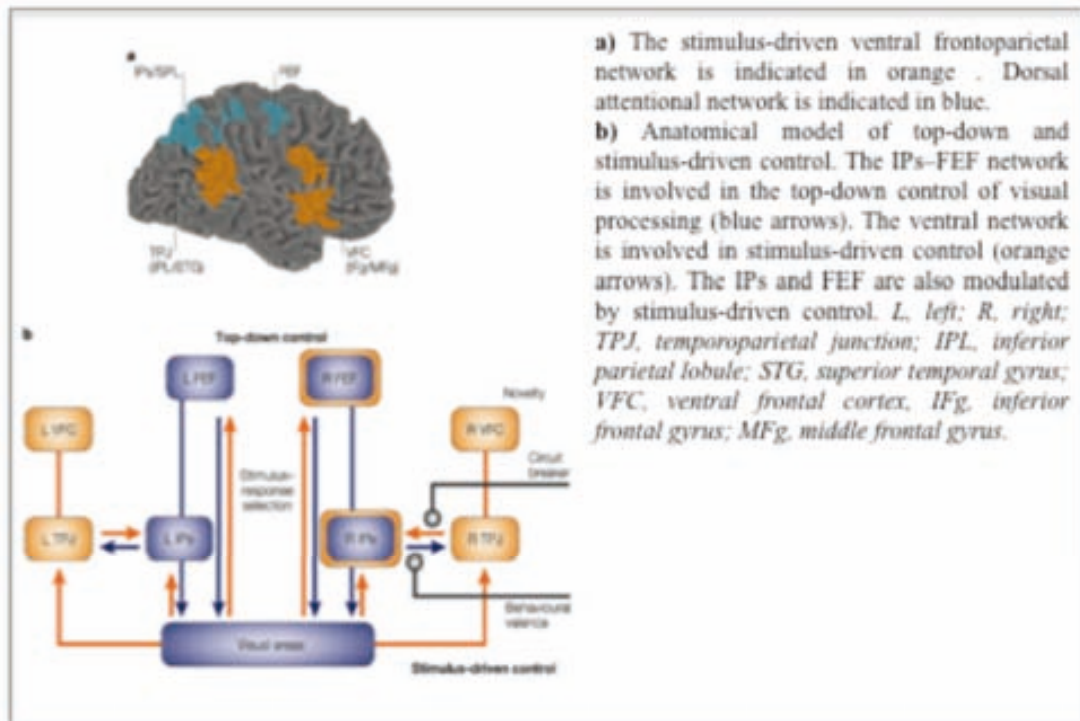 a
IPs/SPL
FEF
TPJ
(IPL/STG)
VFC
(IFg/MFg)
b
Top-down control
L FEF
R FEF
Novelty
L VFC
R VFC
Circuit
breaker
Stimulus-
response
selection
L TPJ
L IPs
R IPs
R TPJ
Behavioural
valence
Visual areas
Stimulus-driven control
a) The stimulus-driven ventral frontoparietal
network is indicated in orange . Dorsal
attentional network is indicated in blue.
b) Anatomical model of top-down and
stimulus-driven control. The IPs–FEF network
is involved in the top-down control of visual
processing (blue arrows). The ventral network
is involved in stimulus-driven control (orange
arrows). The IPs and FEF are also modulated
by stimulus-driven control. L, left; R, right;
TPJ, temporoparietal junction; IPL, inferior
parietal lobule; STG, superior temporal gyrus;
VFC, ventral frontal cortex, IFg, inferior
frontal gyrus; MFg, middle frontal gyrus.